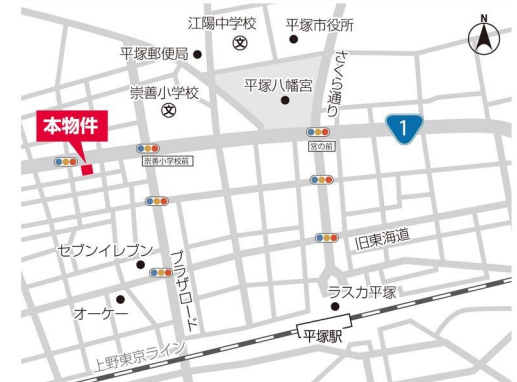 江陽中学校
平塚市役所
N
文
平塚郵便局
さくら通り
崇善小学校
平塚八幡宮
文
本物件
1
崇善小学校前
宮の前
旧東海道
セブンイレブン
プラザロード
ラスカ平塚
オーケー
平塚駅
上野東京ライン